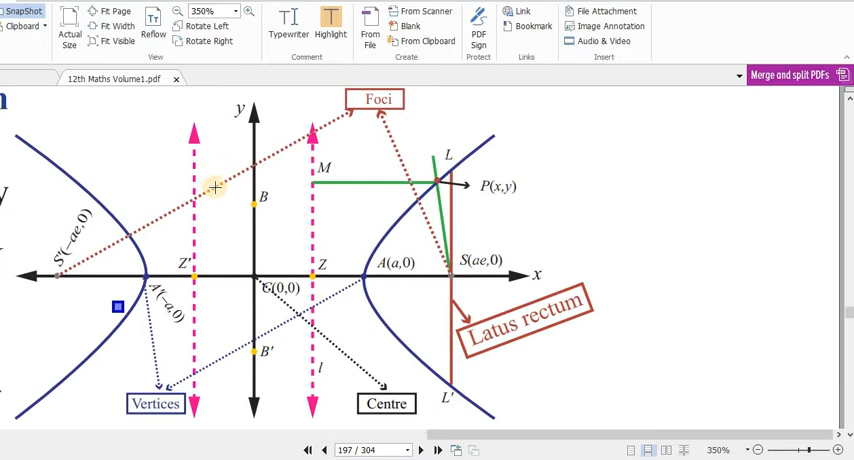 SnapShot
Clipboard
Actual Size
Fit Page
Fit Width
Fit Visible
Reflow
350%
Rotate Left
Rotate Right
View
Typewriter
Highlight
Comment
From File
From Scanner
Blank
From Clipboard
Create
PDF Sign
Protect
Link
Bookmark
Links
File Attachment
Image Annotation
Audio & Video
Insert
12th Maths Volume1.pdf
Merge and split PDFs
Foci
y
L
M
P(x,y)
B
S′(−ae,0)
Z′
Z
A(a,0)
S(ae,0)
x
C(0,0)
A′(−a,0)
Latus rectum
B′
l
L′
Vertices
Centre
y
197 / 304
350%